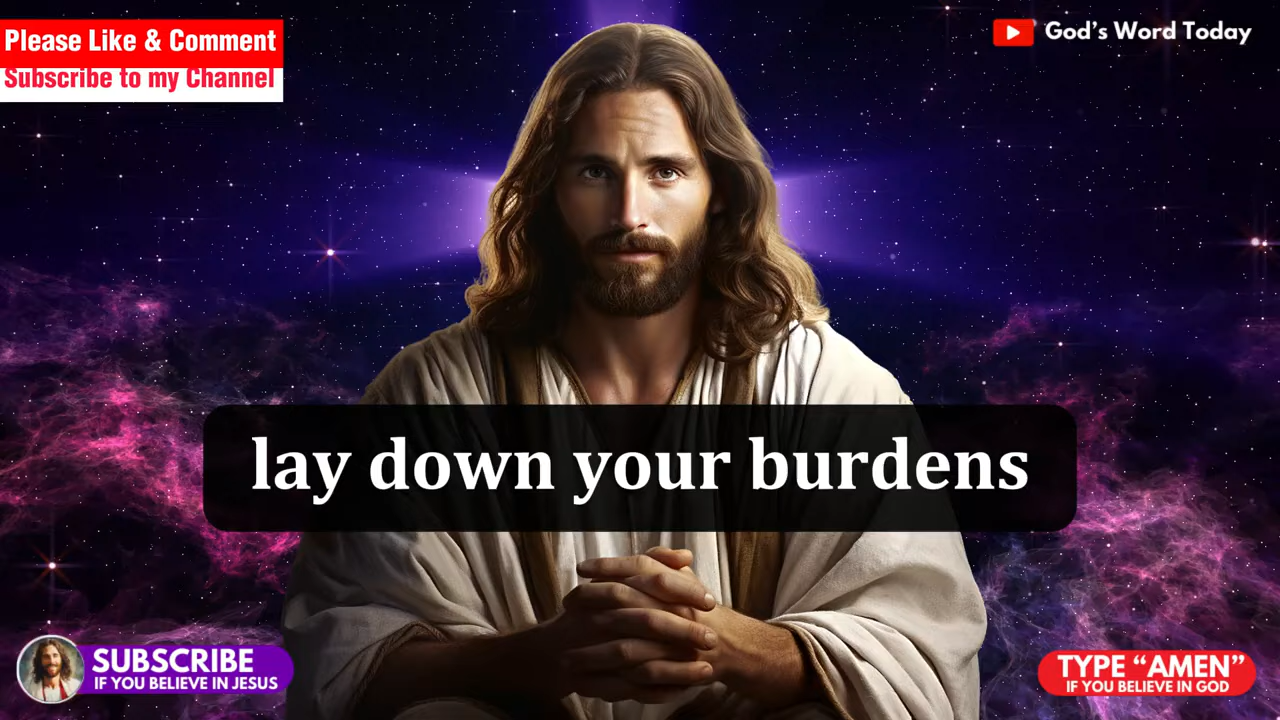 Please Like & Comment
Subscribe to my Channel
God's Word Today
lay down your burdens
SUBSCRIBE
IF YOU BELIEVE IN JESUS
TYPE “AMEN”
IF YOU BELIEVE IN GOD